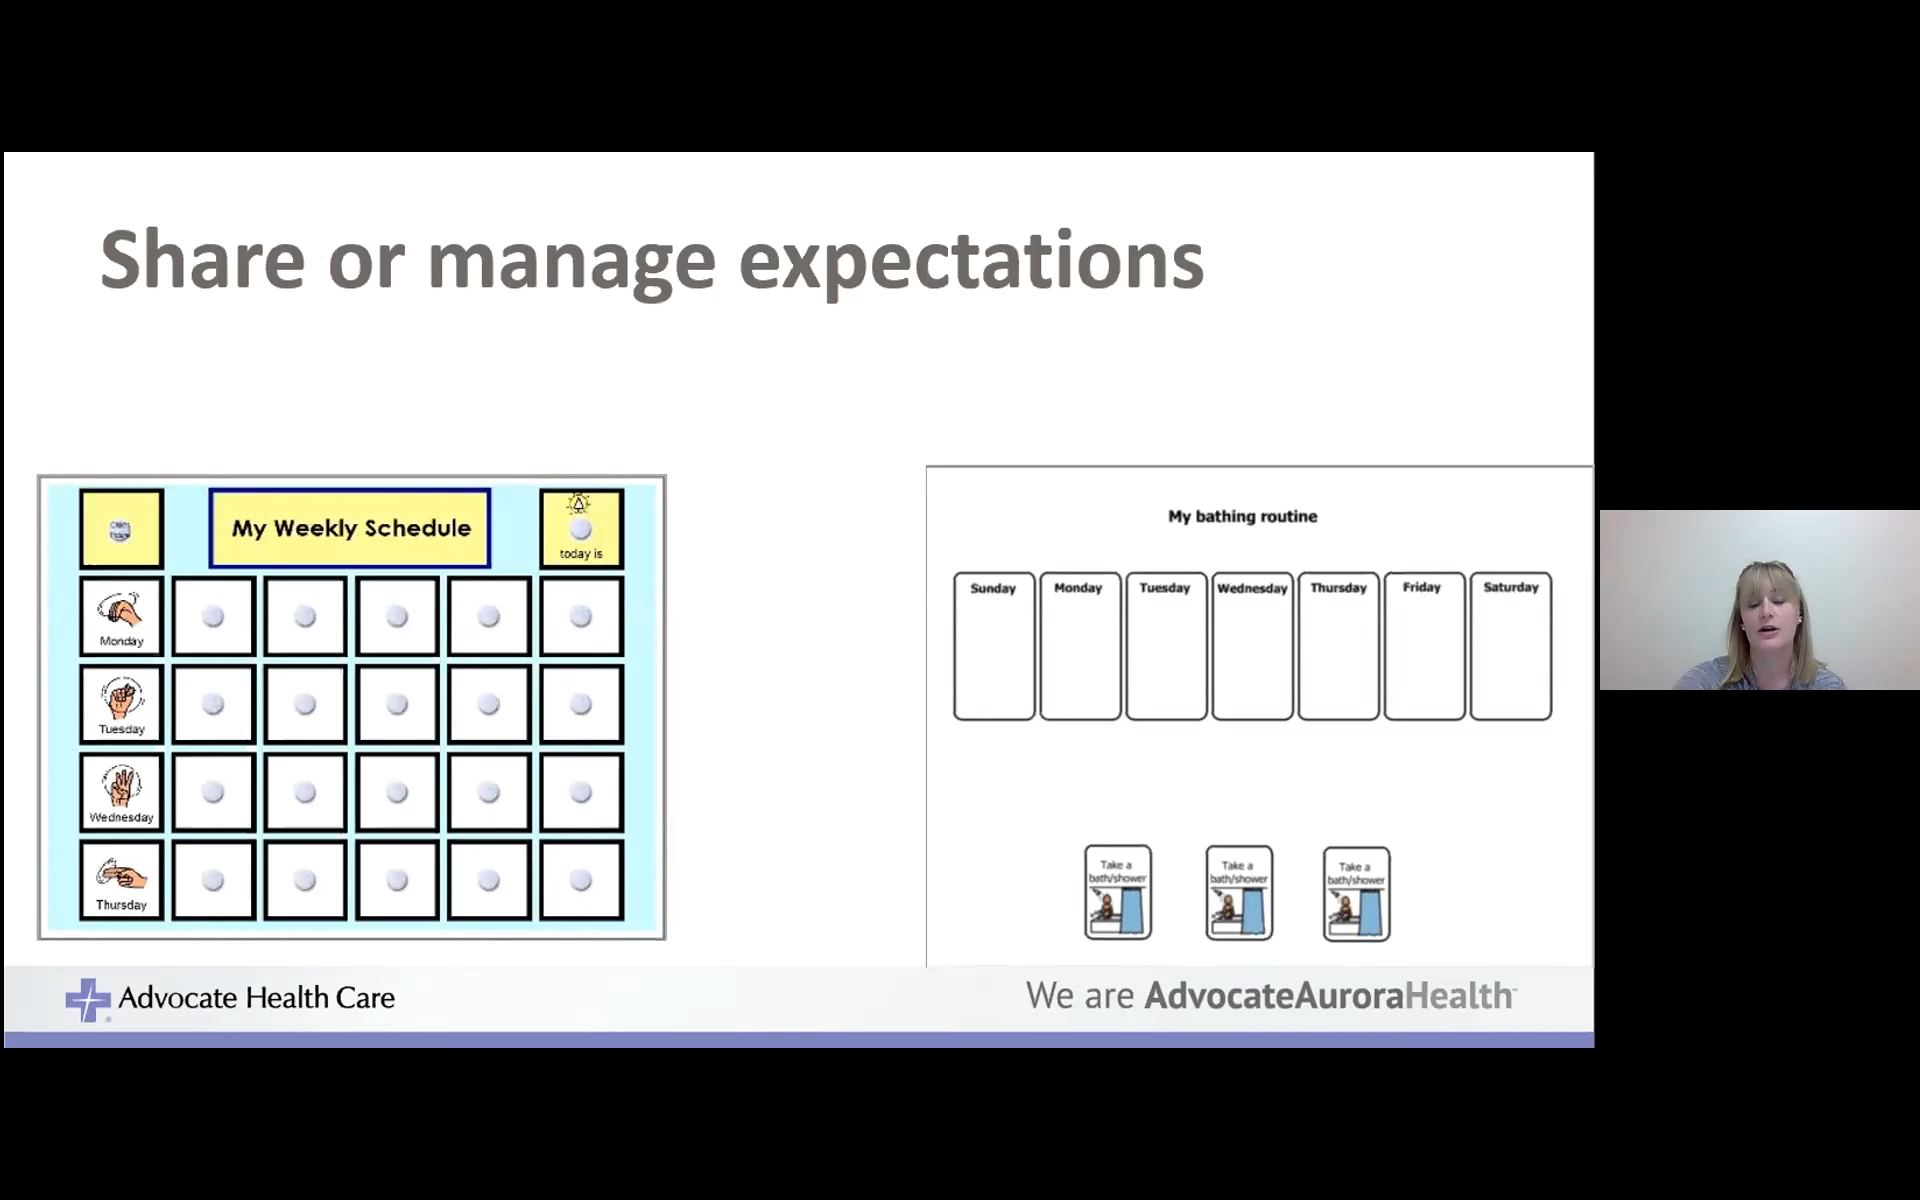 Share or manage expectations
My Weekly Schedule
today is
Monday
Tuesday
Wednesday
Thursday
My bathing routine
Sunday Monday Tuesday Wednesday Thursday Friday Saturday
Take a bath/shower
Take a bath/shower
Take a bath/shower
Advocate Health Care
We are AdvocateAuroraHealth